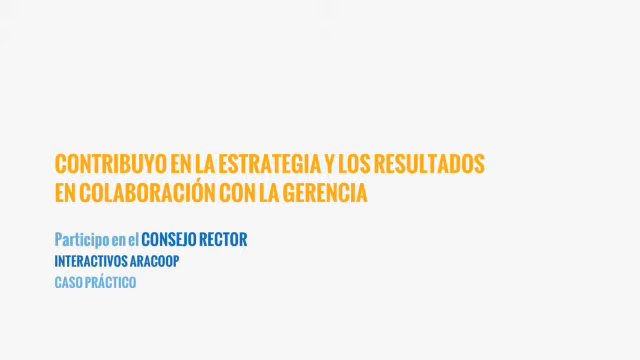 CONTRIBUYO EN LA ESTRATEGIA Y LOS RESULTADOS
EN COLABORACIÓN CON LA GERENCIA
Participo en el CONSEJO RECTOR
INTERACTIVOS ARACOOP
CASO PRÁCTICO